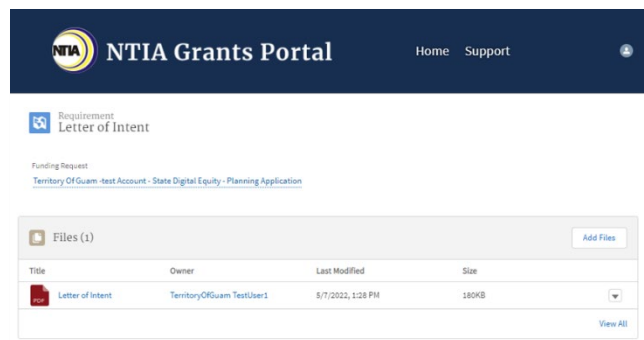 NTIA NTIA Grants Portal Home Support
Requirement
Letter of Intent
Funding Request
Territory Of Guam -test Account - State Digital Equity - Planning Application
Files (1) Add Files
Title Owner Last Modified Size
PDF Letter of Intent TerritoryOfGuam TestUser1 5/7/2022, 1:28 PM 180KB
View All